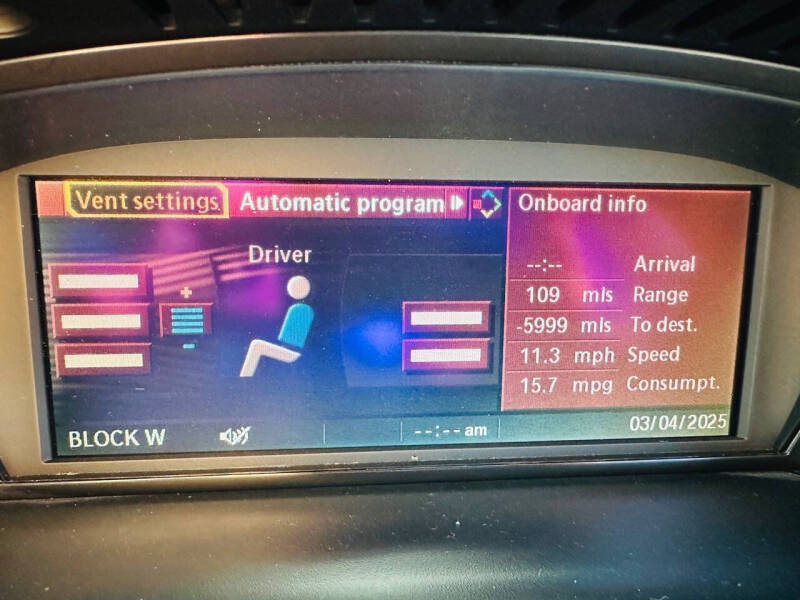 Vent settings Automatic program
Onboard info
Driver
--:-- Arrival
109 mls Range
-5999 mls To dest.
11.3 mph Speed
15.7 mpg Consumpt.
+
-
BLOCK W --:-- am 03/04/2025